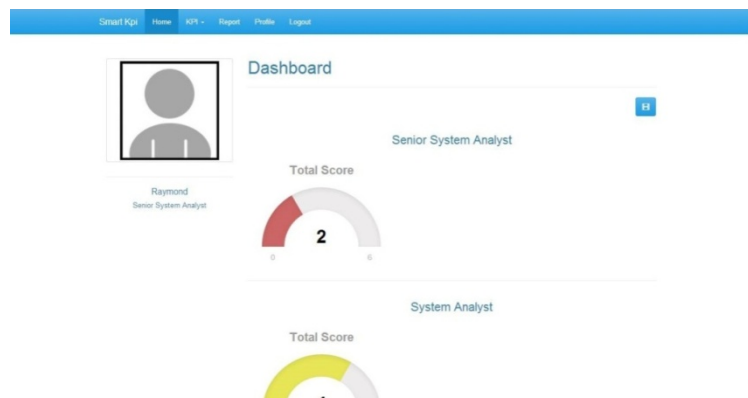 Smart Kpi Home KPI Report Profile Logout
Dashboard
Senior System Analyst
Total Score
2
0 6
Raymond
Senior System Analyst
System Analyst
Total Score